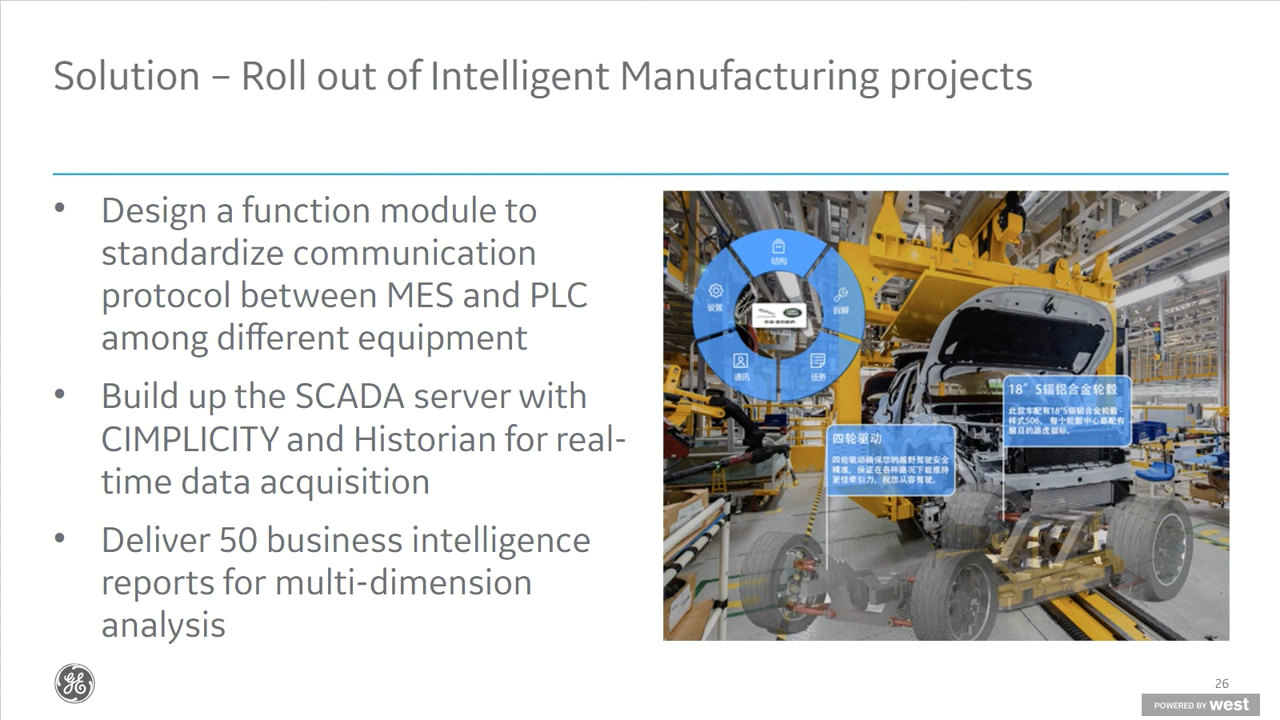 Solution – Roll out of Intelligent Manufacturing projects
• Design a function module to
standardize communication
protocol between MES and PLC
among different equipment
• Build up the SCADA server with
CIMPLICITY and Historian for real-
time data acquisition
• Deliver 50 business intelligence
reports for multi-dimension
analysis
结构
设置
拆解
通讯
任务
18" 5辐铝合金轮毂
此款车配有18"5辐铝合金轮毂 -
样式506, 每个轮毂中心都配有
醒目的路虎徽标。
四轮驱动
四轮驱动确保您的越野驾驶安全
精准, 保证在各种路况下能维持
更佳牵引力, 祝您从容驾驶。
GE
26
POWERED BY west